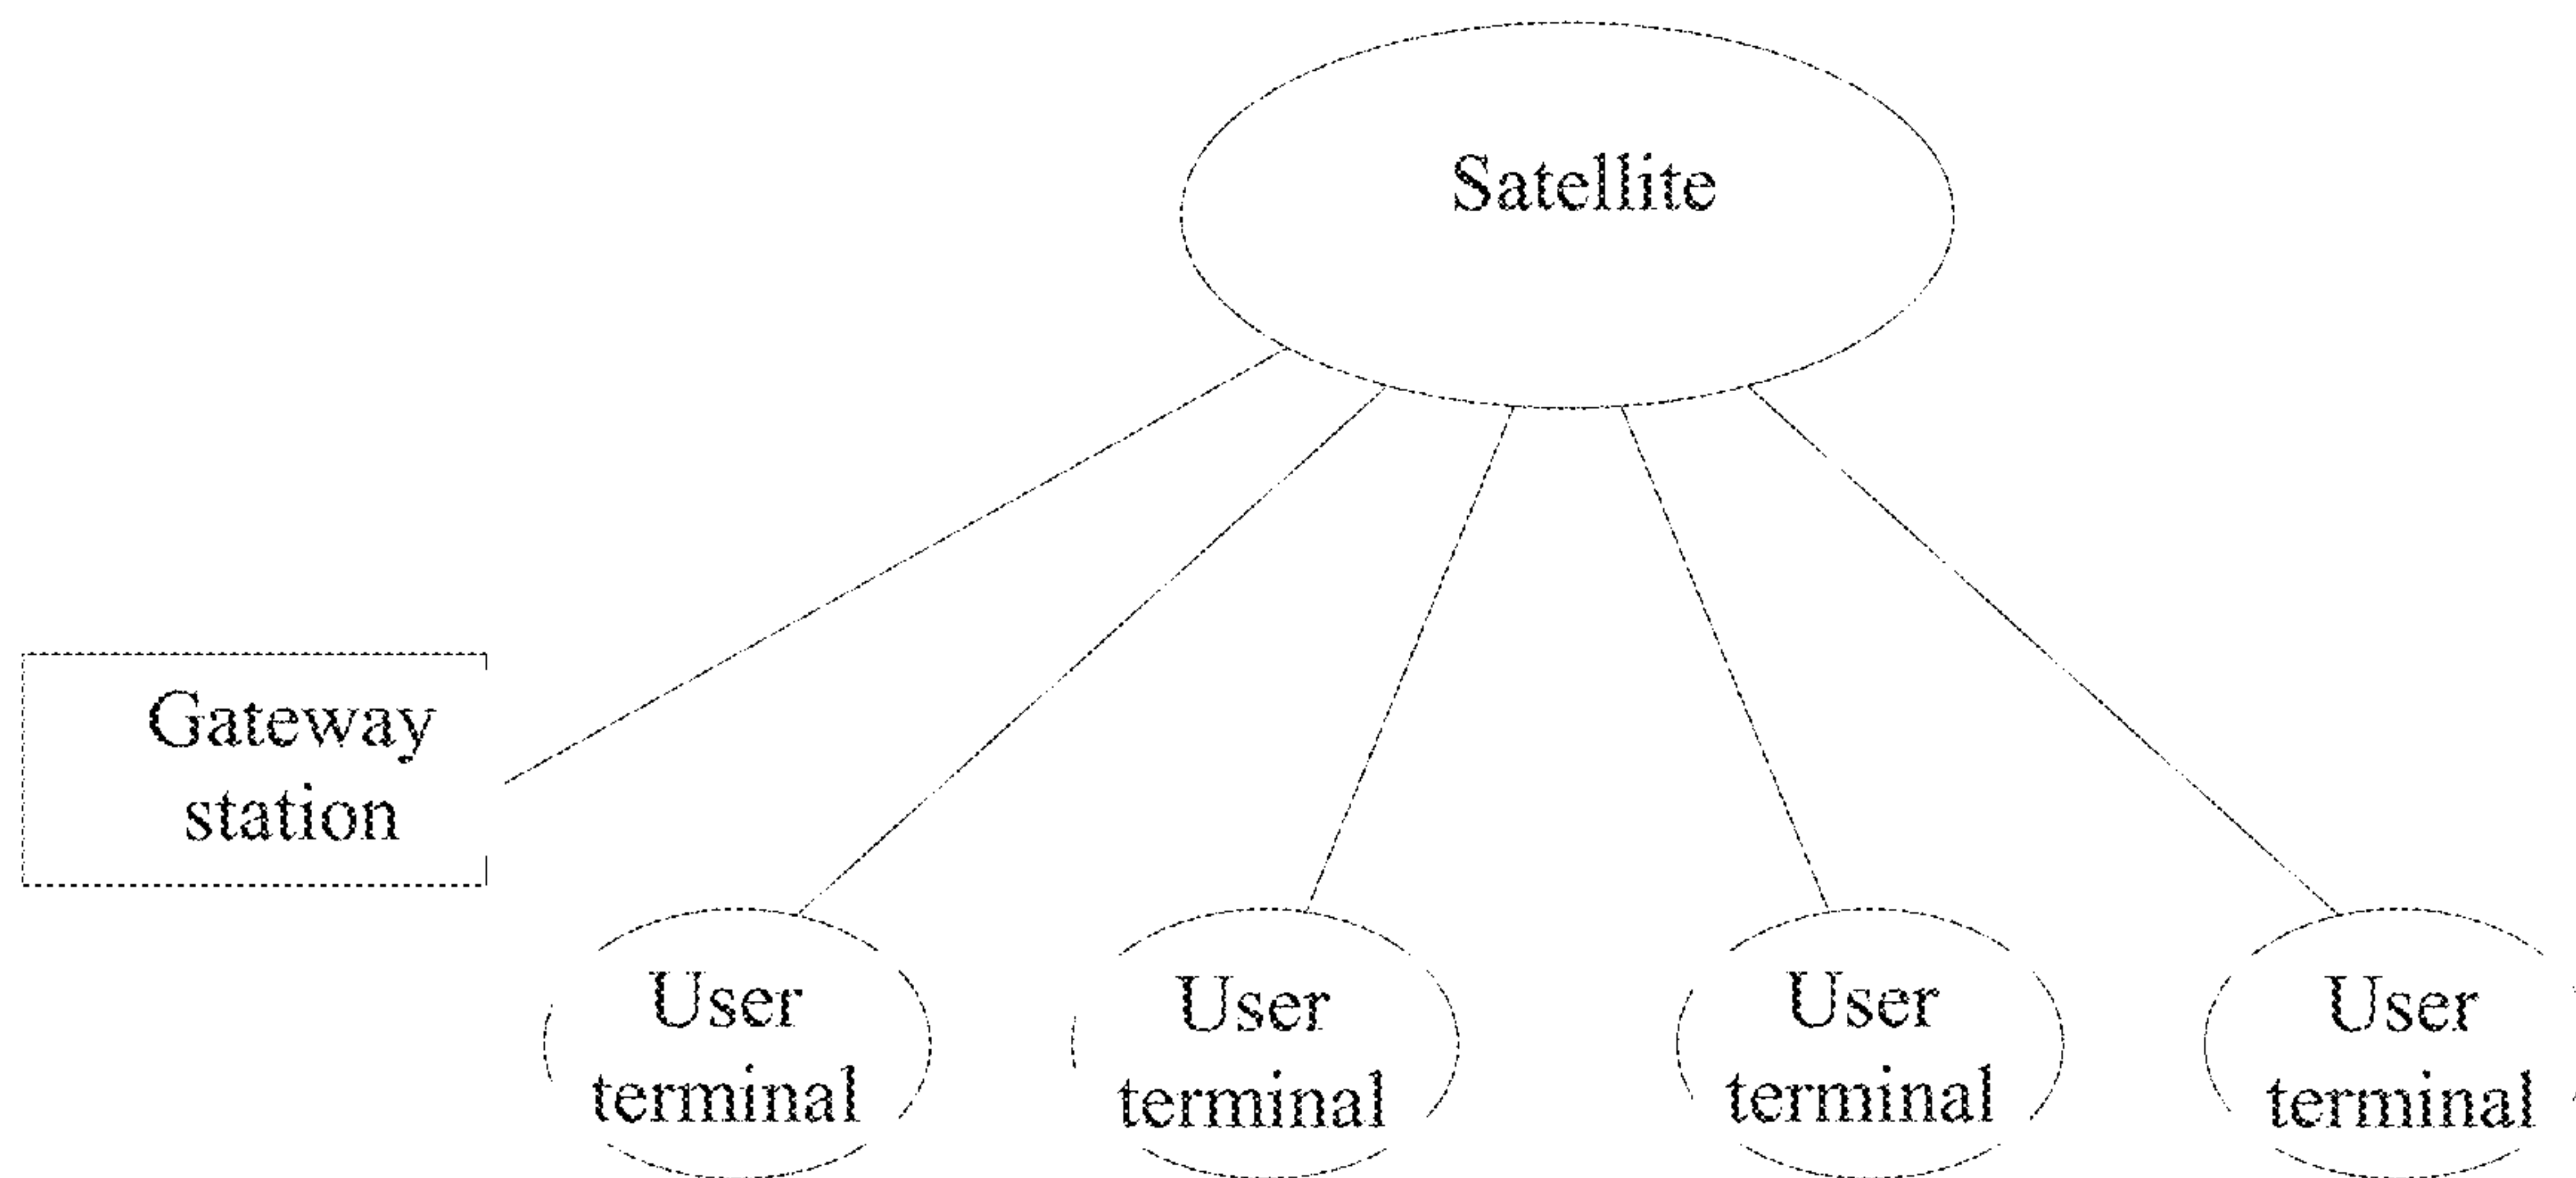 Satellite
Gateway
station
User
terminal
User
terminal
User
terminal
User
terminal